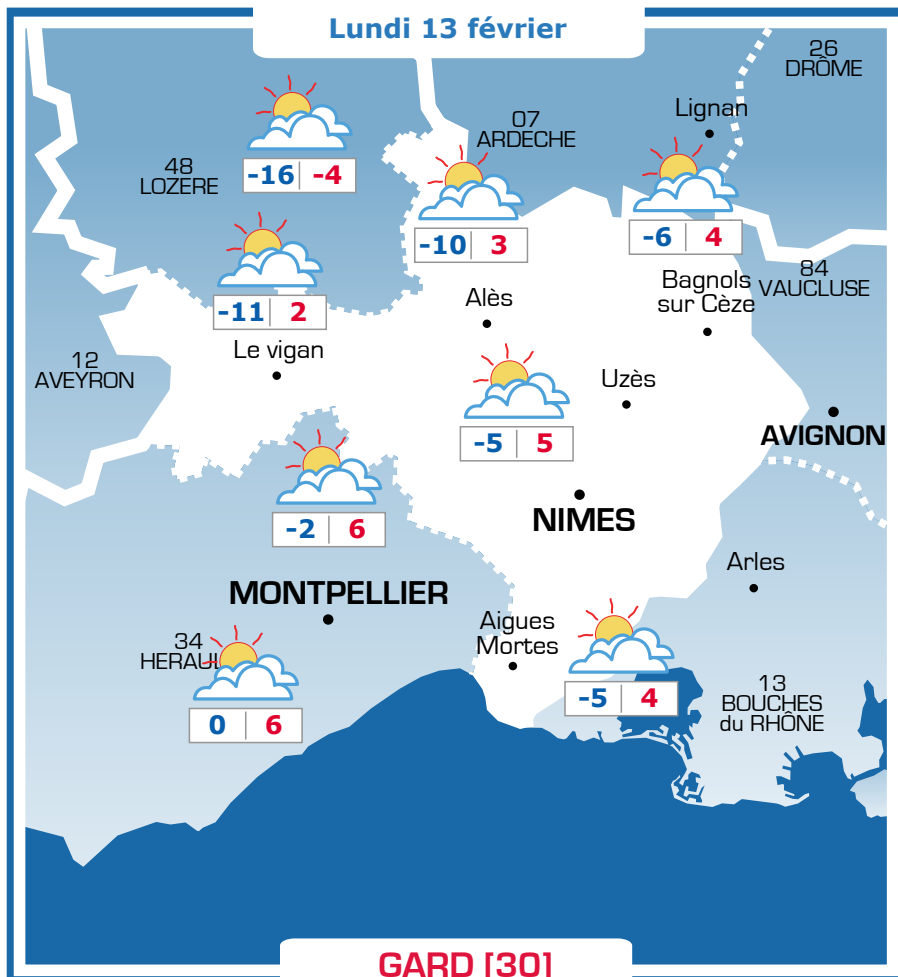 Lundi 13 février
26
DRÔME
Lignan
07
ARDECHE
48
LOZERE
-16 -4
-10 3
-6 4
84
VAUCLUSE
Bagnols
sur Cèze
-11 2
Alès
Le vigan
12
AVEYRON
Uzès
AVIGNON
-5 5
-2 6
NIMES
Arles
MONTPELLIER
Aigues
Mortes
34
HERAUL
-5 4
13
BOUCHES
du RHÔNE
0 6
GARD [30]